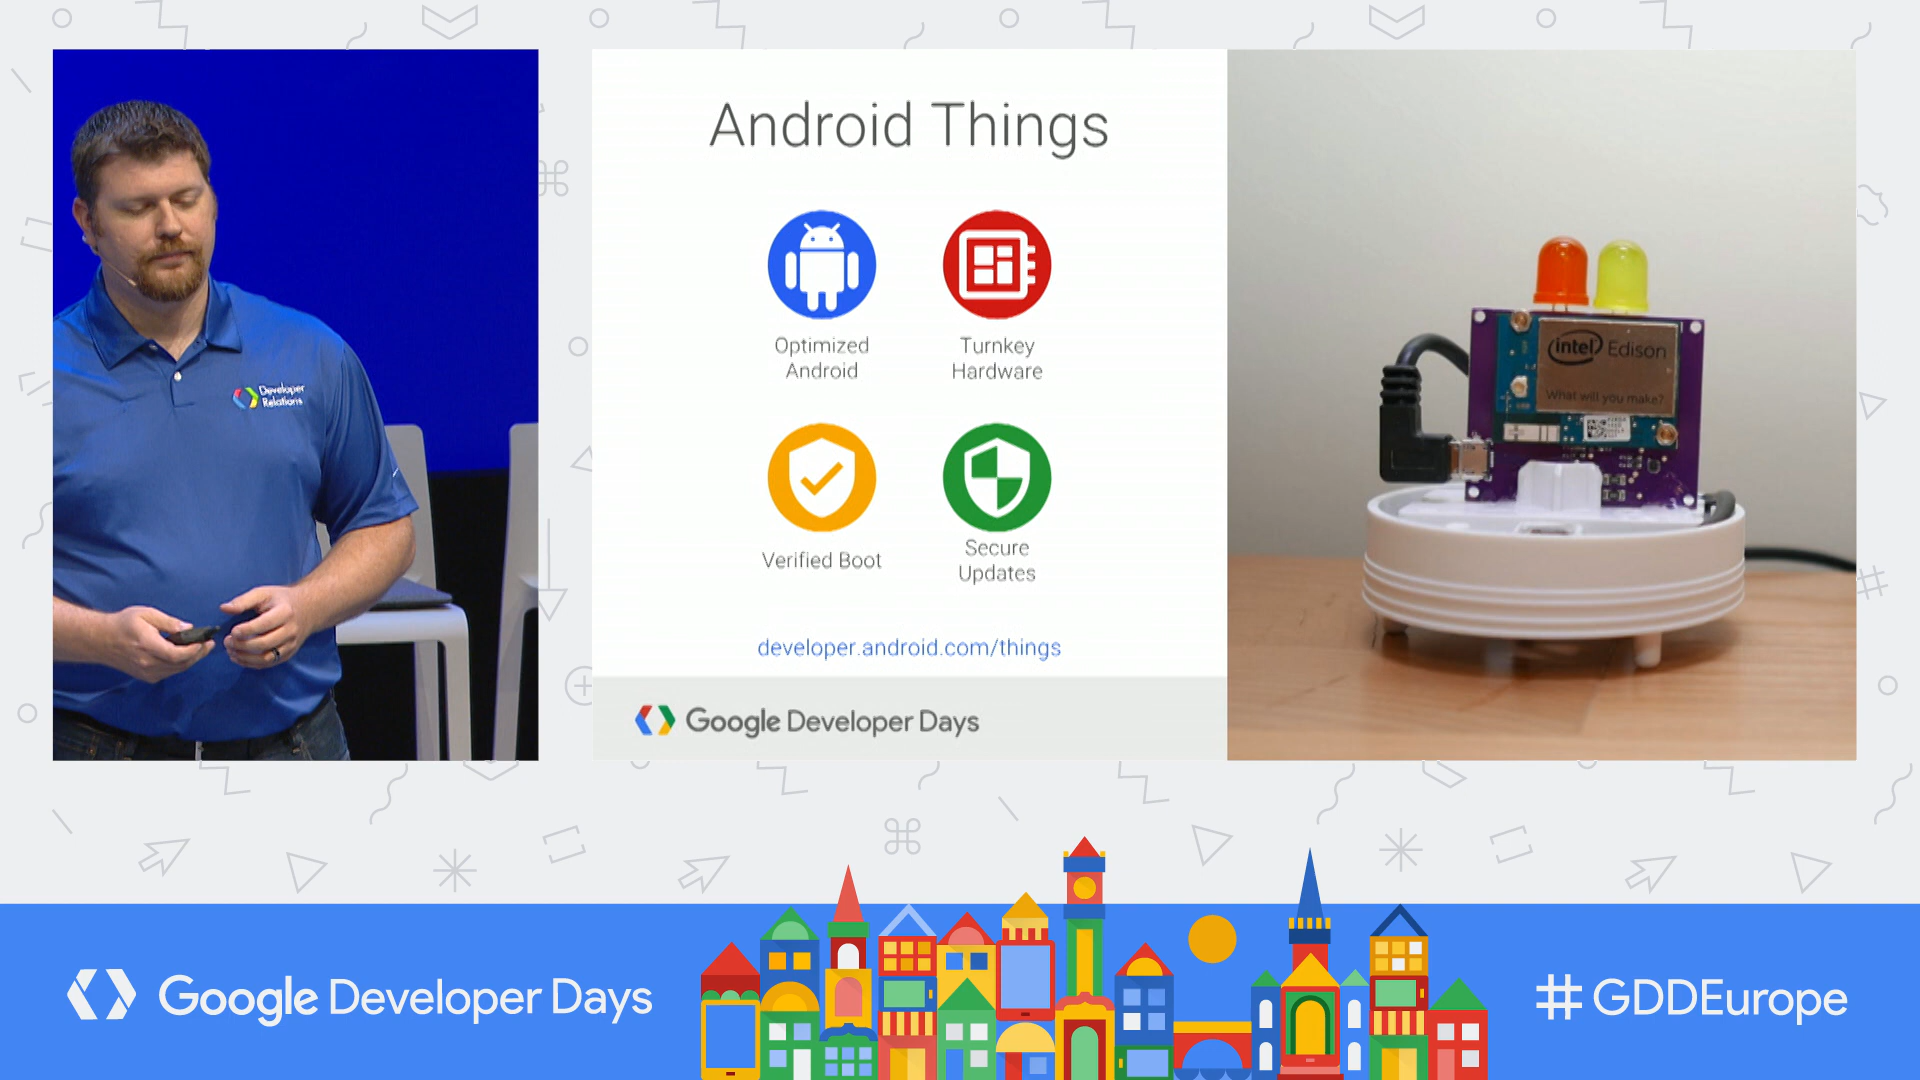 Developer
Relations
Android Things
Optimized
Android
Turnkey
Hardware
Verified Boot
Secure
Updates
developer.android.com/things
Google Developer Days
intel Edison
What will you make?
Google Developer Days
#GDDEurope